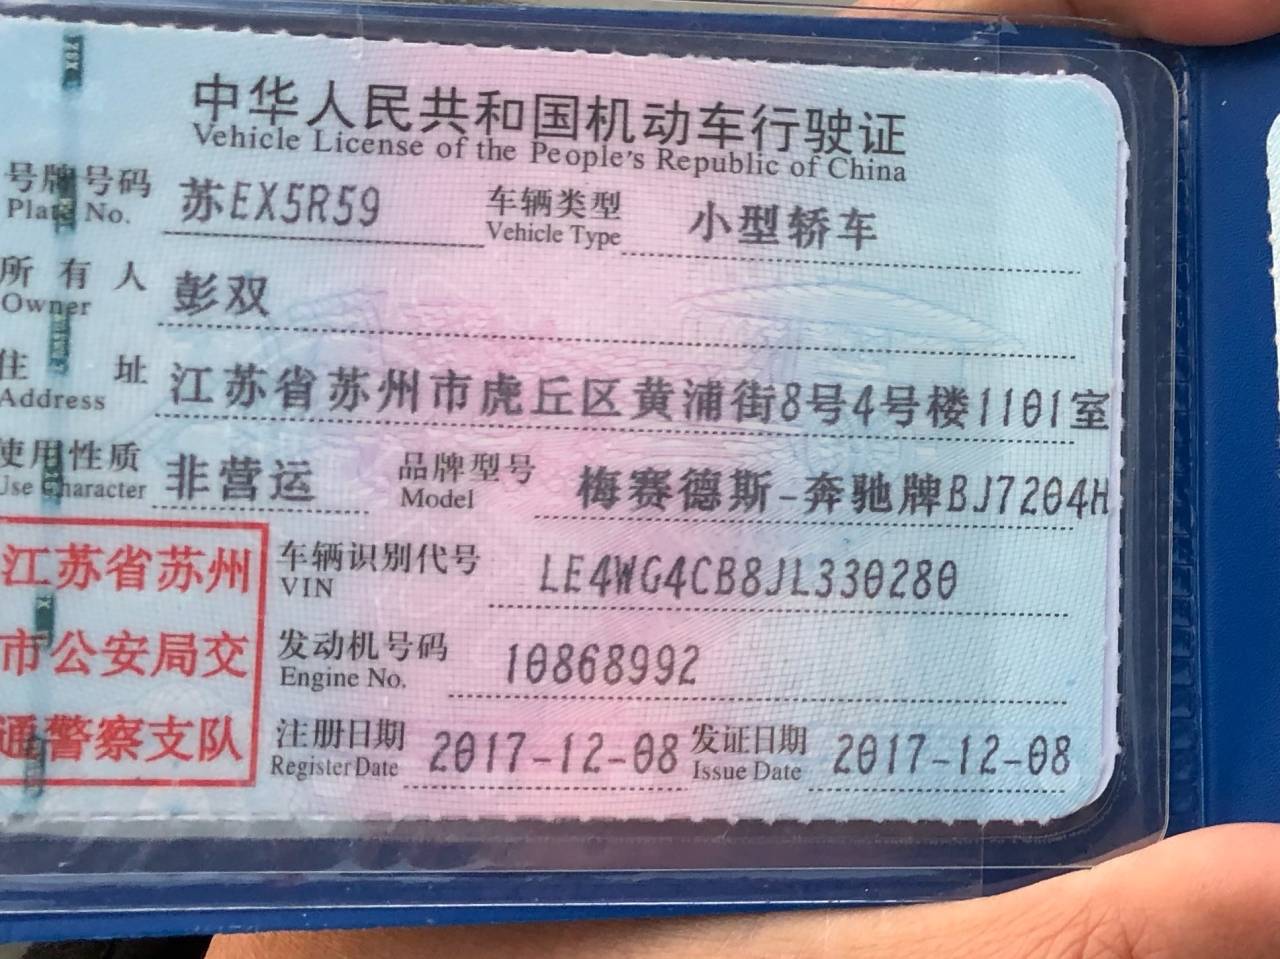 中华人民共和国机动车行驶证
Vehicle License of the People's Republic of China
号牌号码 苏EX5R59 车辆类型 小型轿车
Plate No. Vehicle Type
所有人 彭双
Owner
住址 江苏省苏州市虎丘区黄浦街8号4号楼1101室
Address
使用性质 非营运 品牌型号 梅赛德斯-奔驰牌BJ7204H
Use Character Model
江苏省苏州
市公安局交
通警察支队
车辆识别代号 LE4WG4CB8JL330280
VIN
发动机号码 10868992
Engine No.
注册日期 2017-12-08 发证日期 2017-12-08
Register Date Issue Date